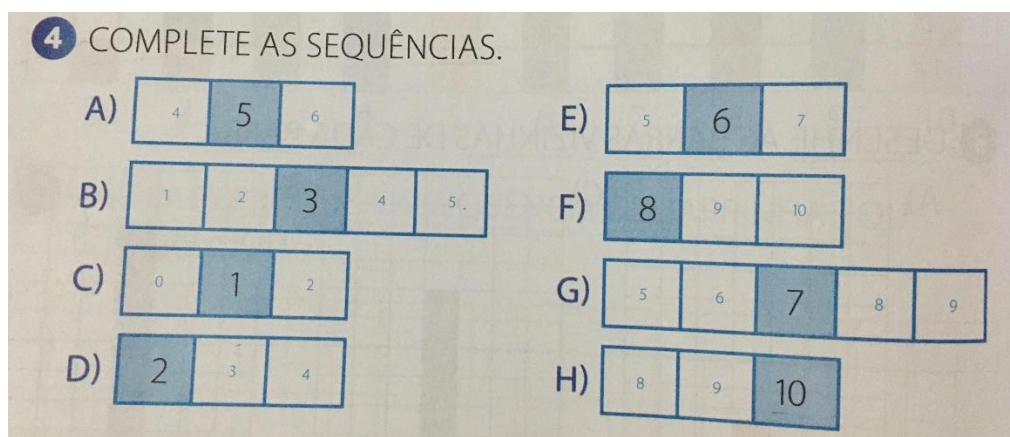 4 COMPLETE AS SEQUÊNCIAS.
A) 4 5 6
B) 1 2 3 4 5
C) 0 1 2
D) 2 3 4
E) 5 6 7
F) 8 9 10
G) 5 6 7 8 9
H) 8 9 10